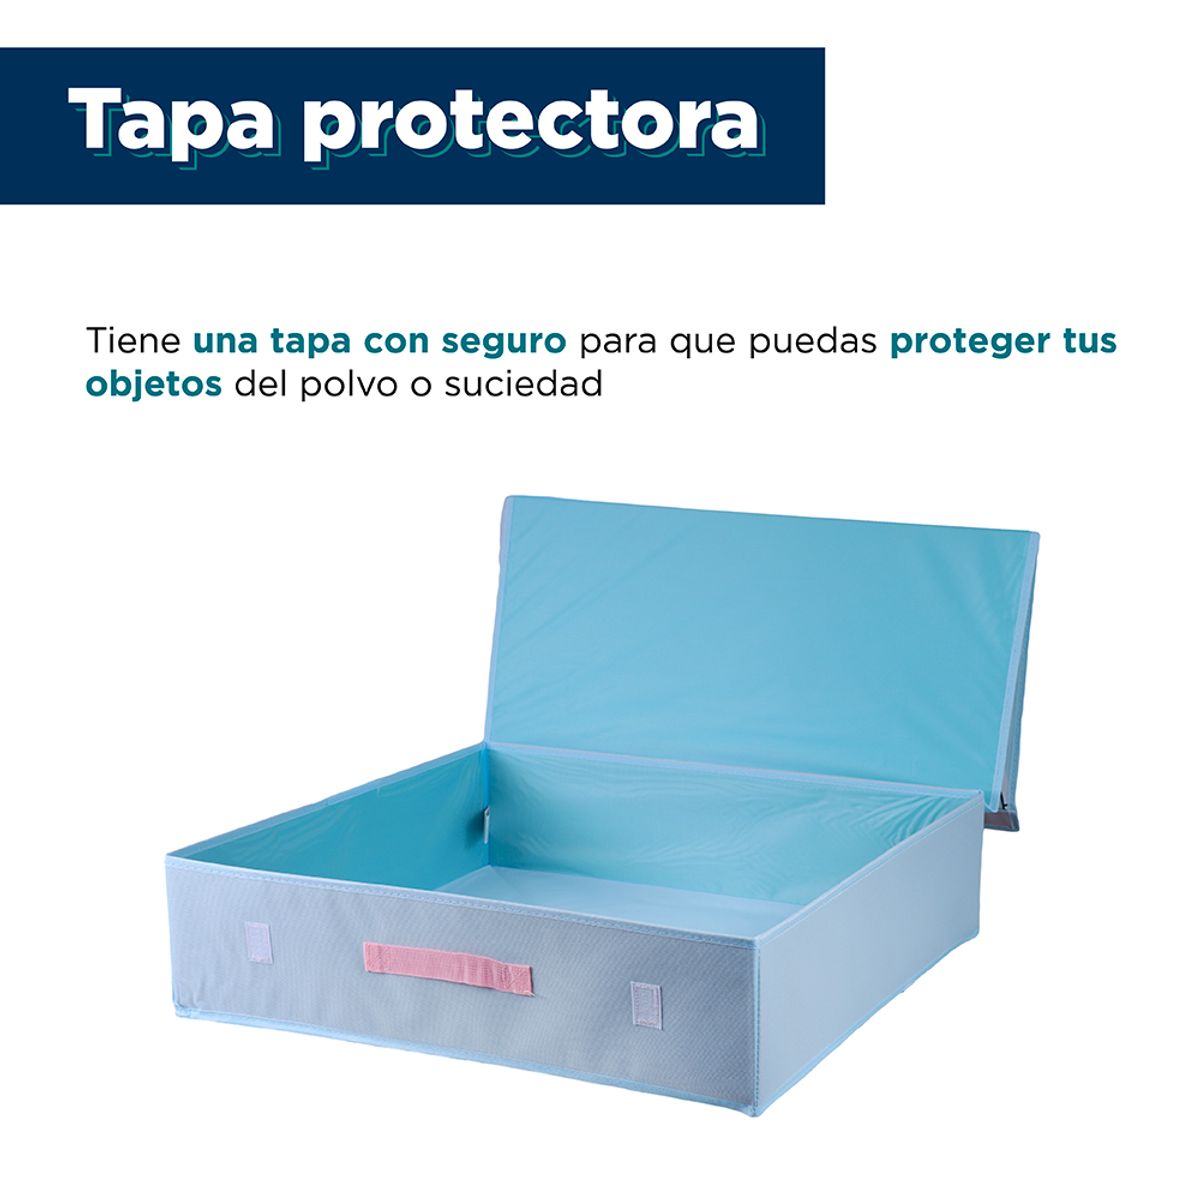 Tapa protectora
Tiene una tapa con seguro para que puedas proteger tus
objetos del polvo o suciedad